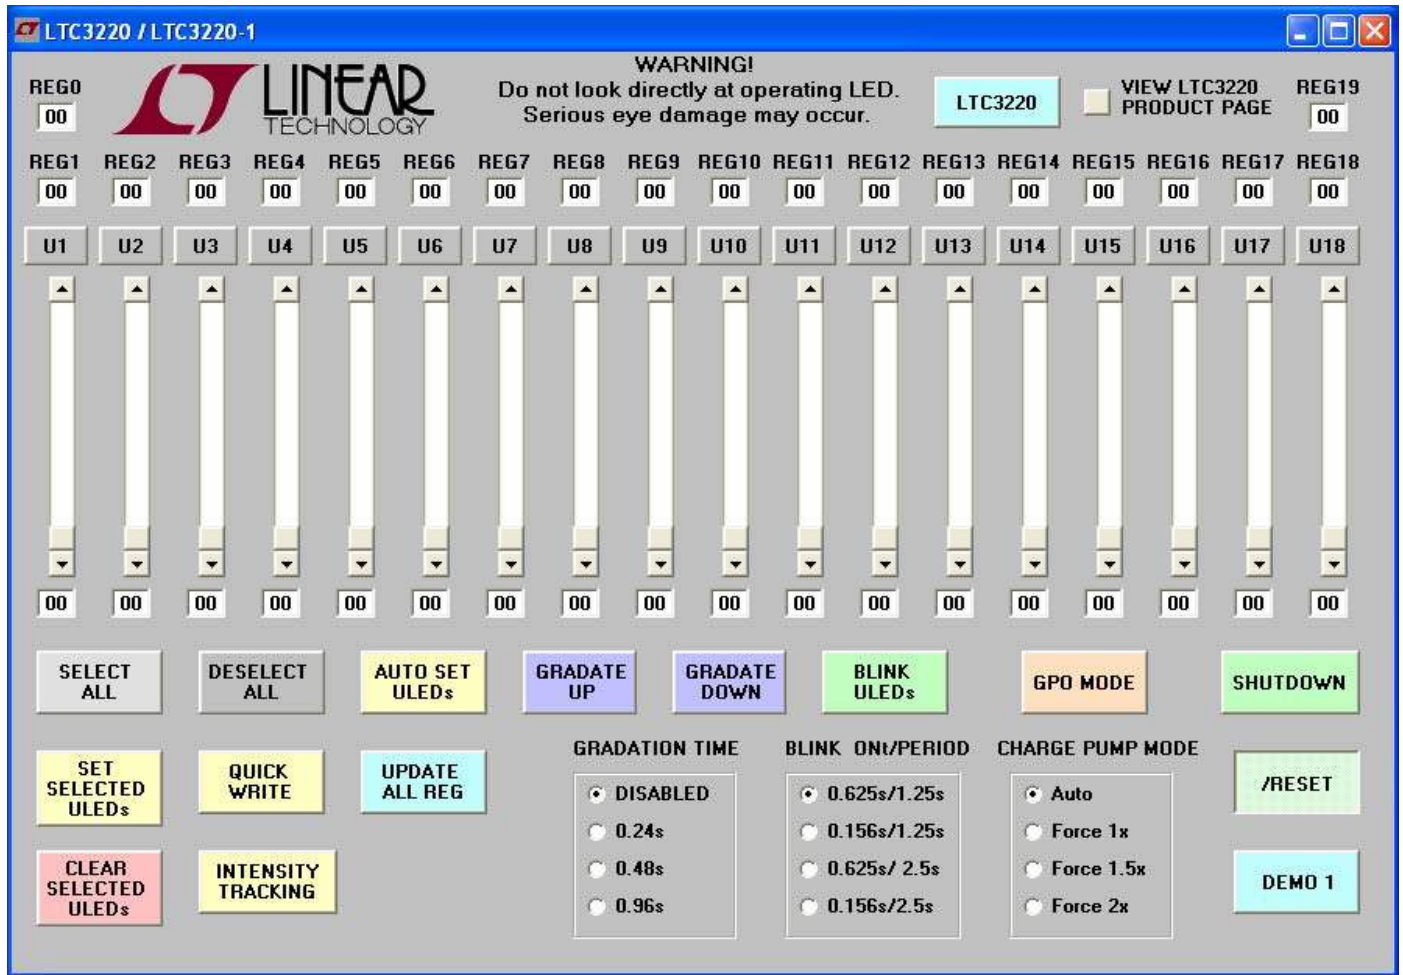 LTC3220 / LTC3220-1
WARNING!
Do not look directly at operating LED.
Serious eye damage may occur.
REG0
00
LINEAR
TECHNOLOGY
LTC3220
VIEW LTC3220
PRODUCT PAGE
REG19
00
REG1 REG2 REG3 REG4 REG5 REG6 REG7 REG8 REG9 REG10 REG11 REG12 REG13 REG14 REG15 REG16 REG17 REG18
00 00 00 00 00 00 00 00 00 00 00 00 00 00 00 00 00 00
U1 U2 U3 U4 U5 U6 U7 U8 U9 U10 U11 U12 U13 U14 U15 U16 U17 U18
00 00 00 00 00 00 00 00 00 00 00 00 00 00 00 00 00 00
SELECT
ALL
DESELECT
ALL
AUTO SET
ULEDs
GRADATE
UP
GRADATE
DOWN
BLINK
ULEDs
GPO MODE
SHUTDOWN
SET
SELECTED
ULEDs
QUICK
WRITE
UPDATE
ALL REG
CLEAR
SELECTED
ULEDs
INTENSITY
TRACKING
GRADATION TIME
DISABLED
0.24s
0.48s
0.96s
BLINK ONt/PERIOD
0.625s/1.25s
0.156s/1.25s
0.625s/ 2.5s
0.156s/2.5s
CHARGE PUMP MODE
Auto
Force 1x
Force 1.5x
Force 2x
/RESET
DEMO 1